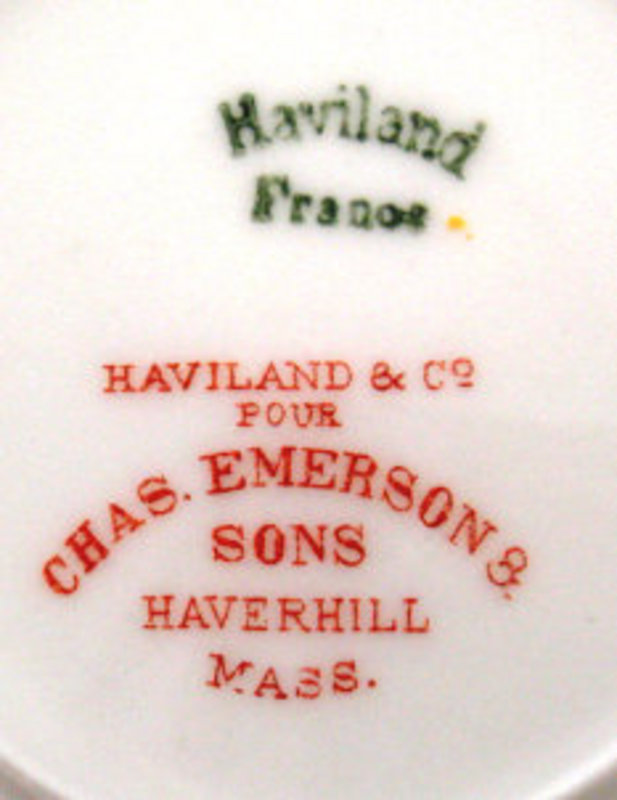 Haviland
France
HAVILAND & Cº
POUR
CHAS. EMERSON &
SONS
HAVERHILL
MASS.